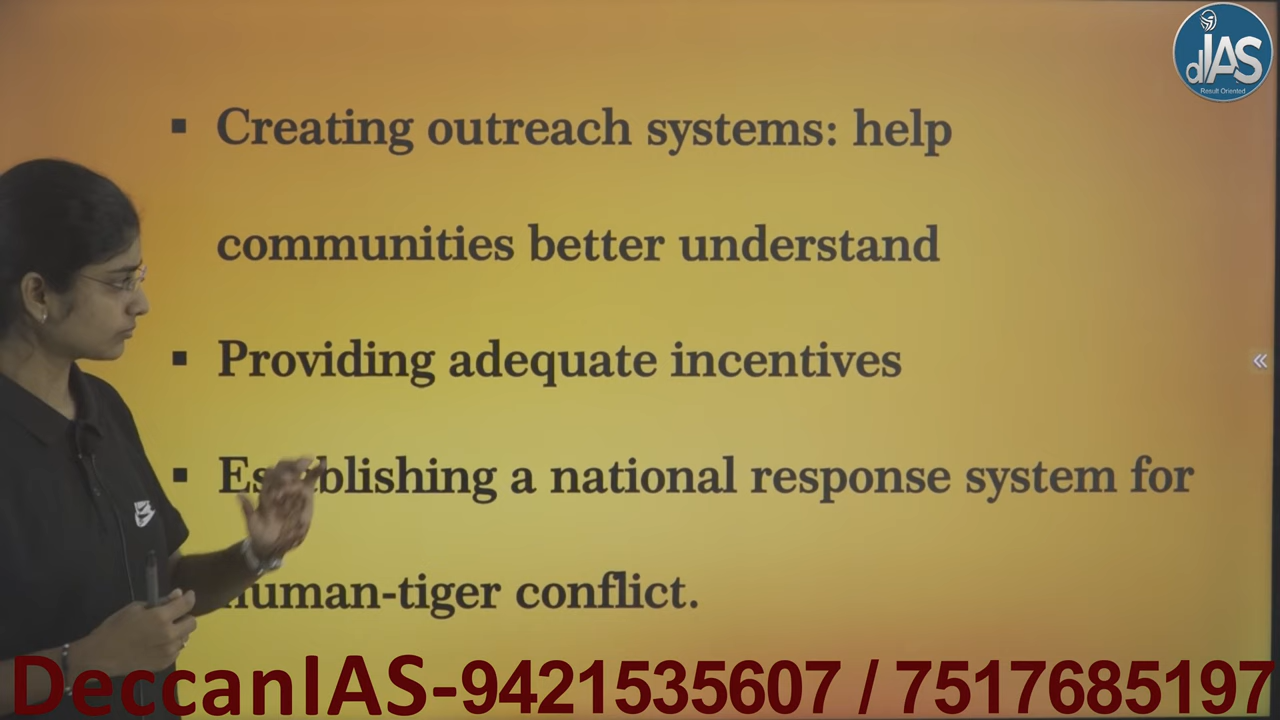 dIAS
Result Oriented
▪ Creating outreach systems: help
communities better understand
▪ Providing adequate incentives
▪ Establishing a national response system for
human-tiger conflict.
DeccanIAS-9421535607 / 7517685197